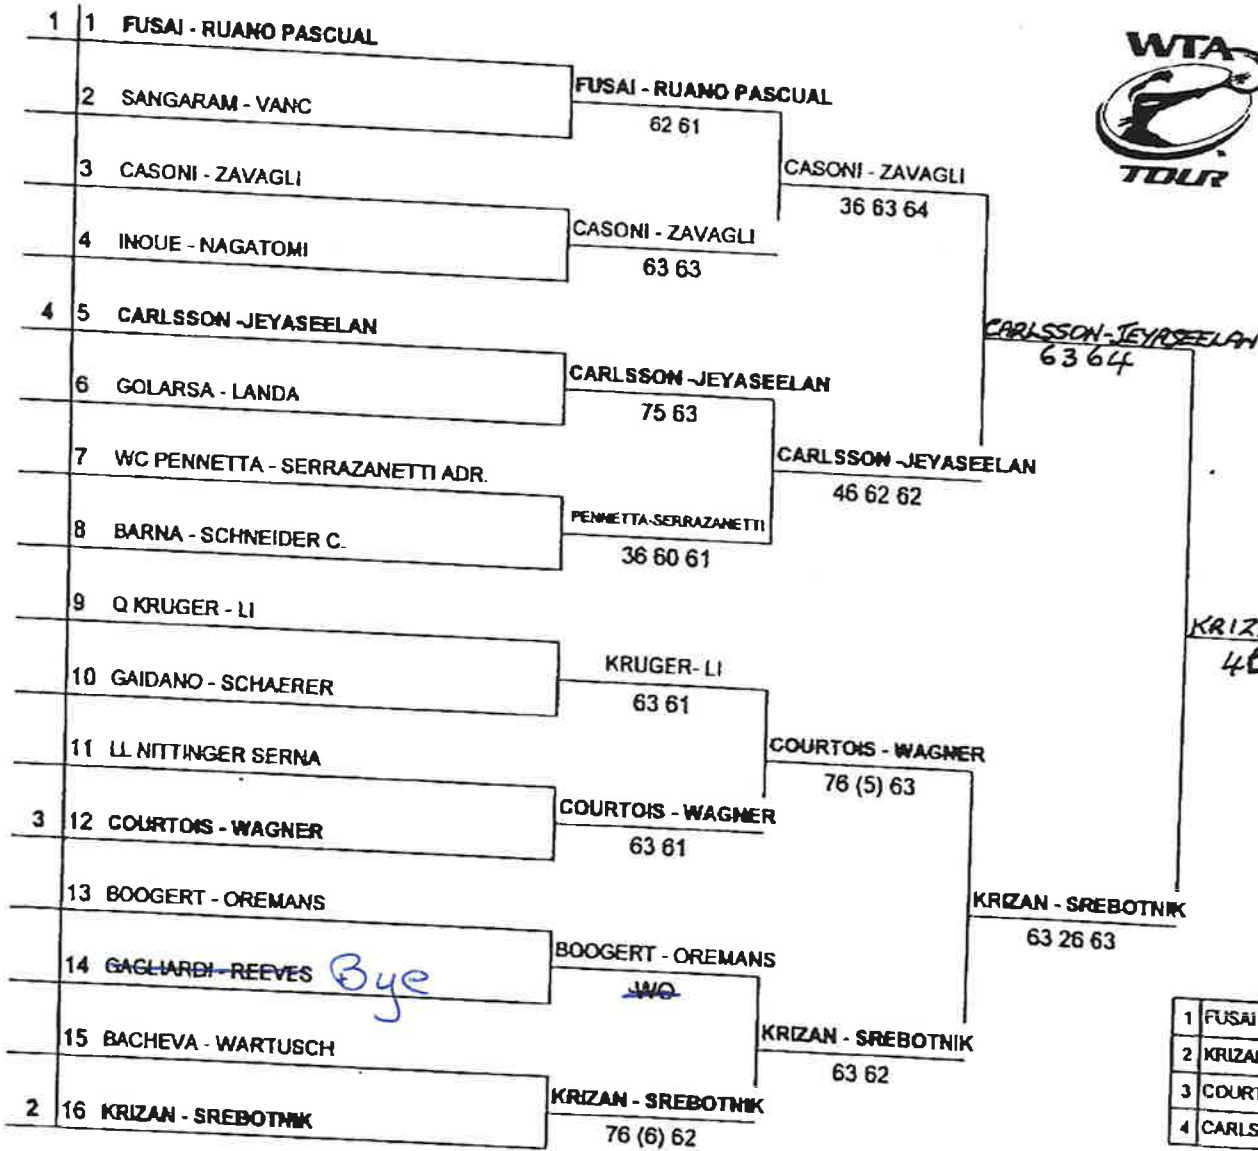 1 1 FUSAI - RUANO PASCUAL
2 SANGARAM - VANC
3 CASONI - ZAVAGLI
4 INOUE - NAGATOMI
4 5 CARLSSON -JEYASEELAN
6 GOLARSA - LANDA
7 WC PENNETTA - SERRAZANETTI ADR.
8 BARNA - SCHNEIDER C.
9 Q KRUGER - LI
10 GAIDANO - SCHAERER
11 LL NITTINGER SERNA
3 12 COURTOIS - WAGNER
13 BOOGERT - OREMANS
14 GAGLIARDI - REEVES Bye
15 BACHEVA - WARTUSCH
2 16 KRIZAN - SREBOTNIK
FUSAI - RUANO PASCUAL
62 61
CASONI - ZAVAGLI
63 63
CARLSSON -JEYASEELAN
75 63
PENNETTA-SERRAZANETTI
36 60 61
KRUGER- LI
63 61
COURTOIS - WAGNER
63 61
BOOGERT - OREMANS
WO
KRIZAN - SREBOTNIK
76 (6) 62
CASONI - ZAVAGLI
36 63 64
CARLSSON -JEYASEELAN
46 62 62
COURTOIS - WAGNER
76 (5) 63
KRIZAN - SREBOTNIK
63 62
CARLSSON-JEYASEELAN
63 64
KRIZAN - SREBOTNIK
63 26 63
KRIZ
WTA
TOUR
1 FUSAI
2 KRIZAN
3 COURT
4 CARLS